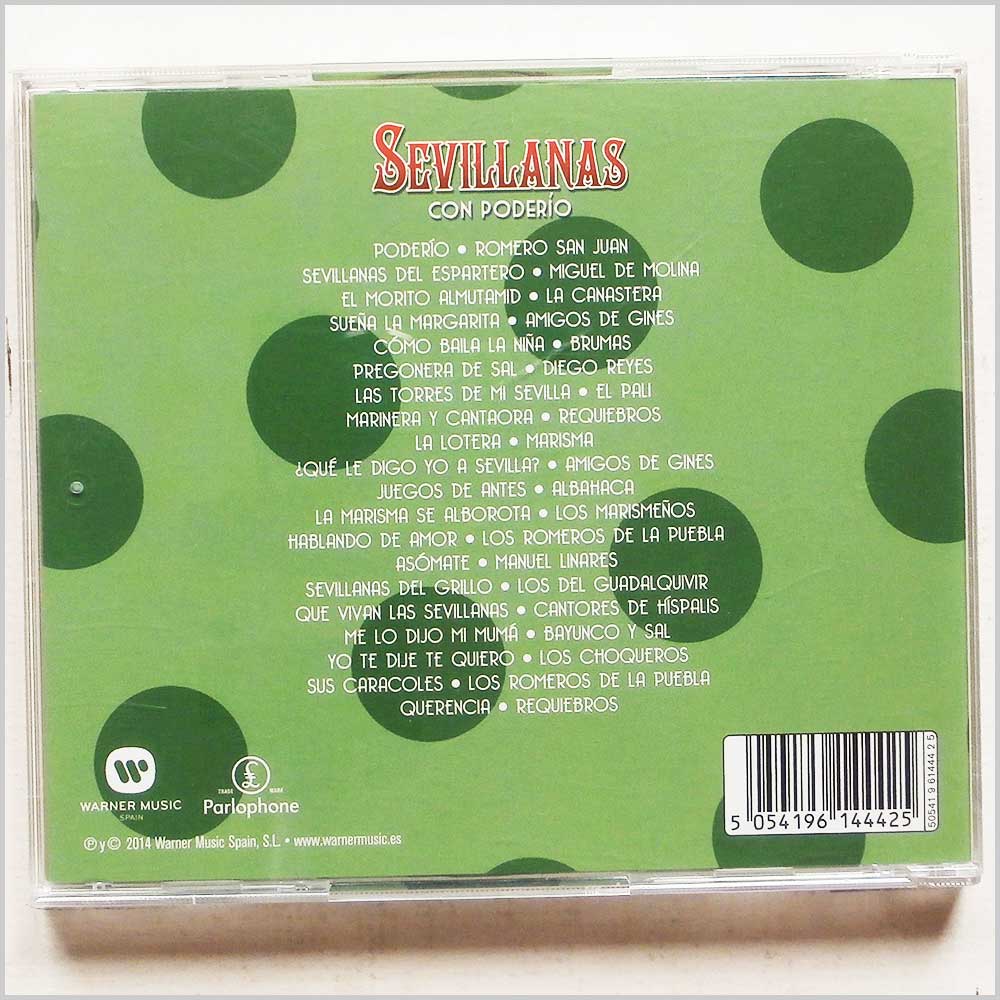 SEVILLANAS
CON PODERÍO
PODERÍO • ROMERO SAN JUAN
SEVILLANAS DEL ESPARTERO • MIGUEL DE MOLINA
EL MORITO ALMUTAMID • LA CANASTERA
SUEÑA LA MARGARITA • AMIGOS DE GINES
CÓMO BAILA LA NIÑA • BRUMAS
PREGONERA DE SAL • DIEGO REYES
LAS TORRES DE MI SEVILLA • EL PALI
MARINERA Y CANTAORA • REQUIEBROS
LA LOTERA • MARISMA
¿QUÉ LE DIGO YO A SEVILLA? • AMIGOS DE GINES
JUEGOS DE ANTES • ALBAHACA
LA MARISMA SE ALBOROTA • LOS MARISMEÑOS
HABLANDO DE AMOR • LOS ROMEROS DE LA PUEBLA
ASÓMATE • MANUEL LINARES
SEVILLANAS DEL GRILLO • LOS DEL GUADALQUIVIR
QUE VIVAN LAS SEVILLANAS • CANTORES DE HÍSPALIS
ME LO DIJO MI MUMÁ • BAYUNCO Y SAL
YO TE DIJE TE QUIERO • LOS CHOQUEROS
SUS CARACOLES • LOS ROMEROS DE LA PUEBLA
QUERENCIA • REQUIEBROS
WARNER MUSIC
SPAIN
£
TRADE MARK
Parlophone
℗ y © 2014 Warner Music Spain, S.L. • www.warnermusic.es
5 054196 144425
50541 9 61444 2 5